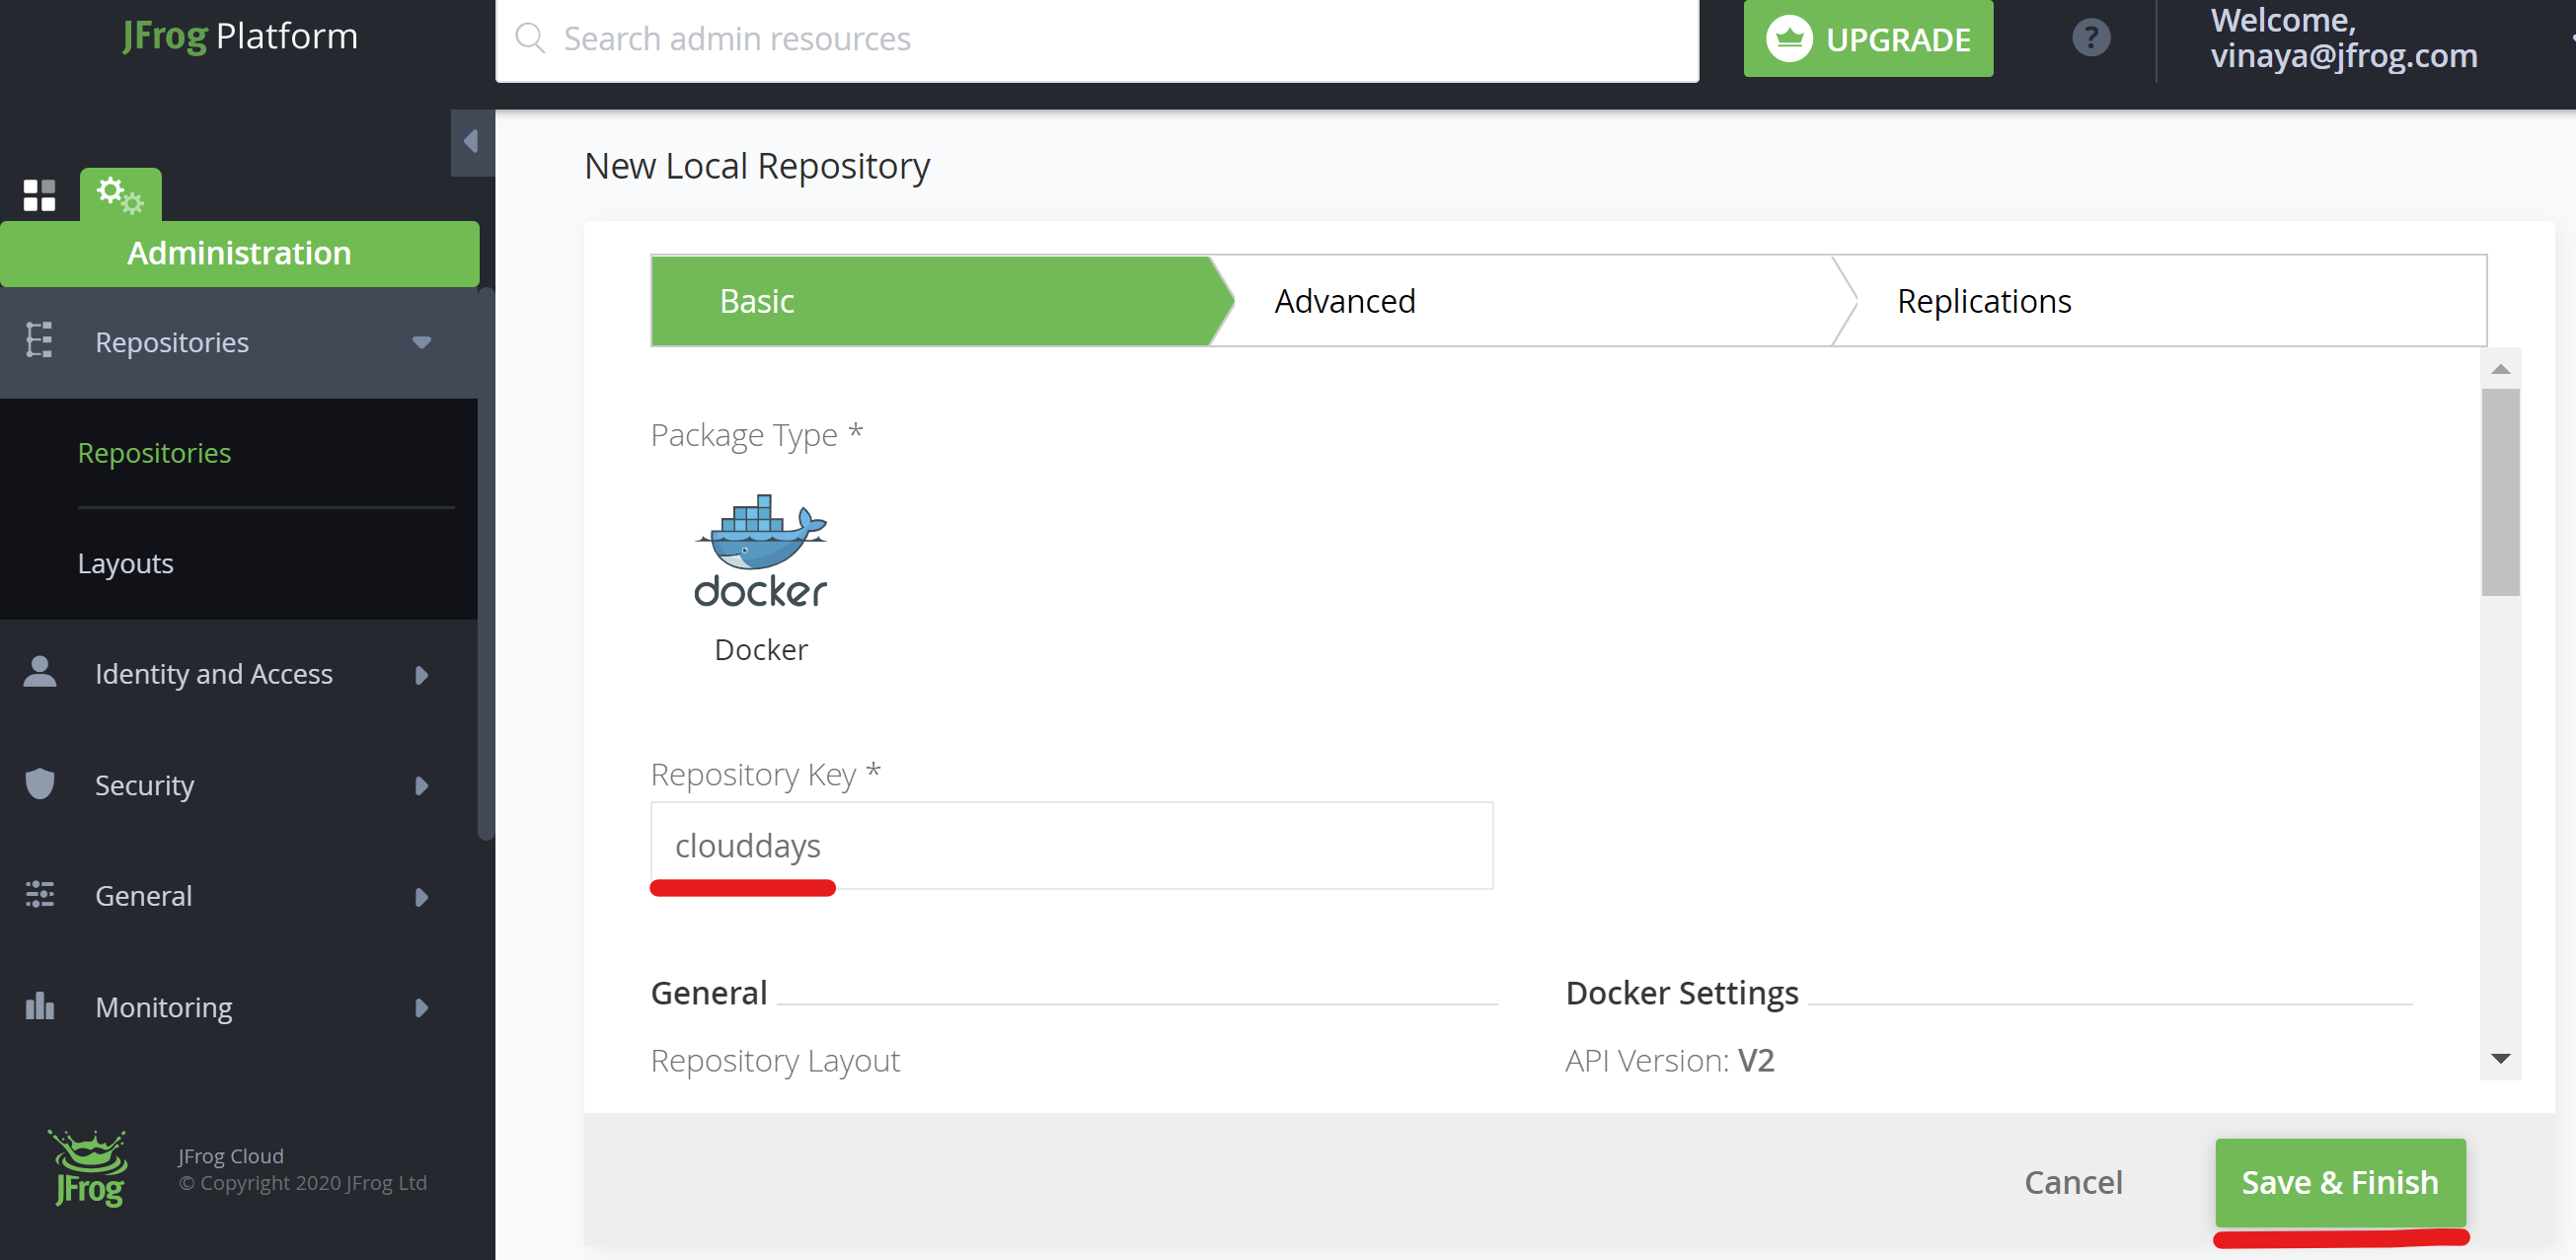 JFrog Platform
Search admin resources
UPGRADE
?
Welcome,
vinaya@jfrog.com
Administration
Repositories
Repositories
Layouts
Identity and Access
Security
General
Monitoring
JFrog
JFrog Cloud
© Copyright 2020 JFrog Ltd
New Local Repository
Basic
Advanced
Replications
Package Type *
docker
Docker
Repository Key *
clouddays
General
Repository Layout
Docker Settings
API Version: V2
Cancel
Save & Finish